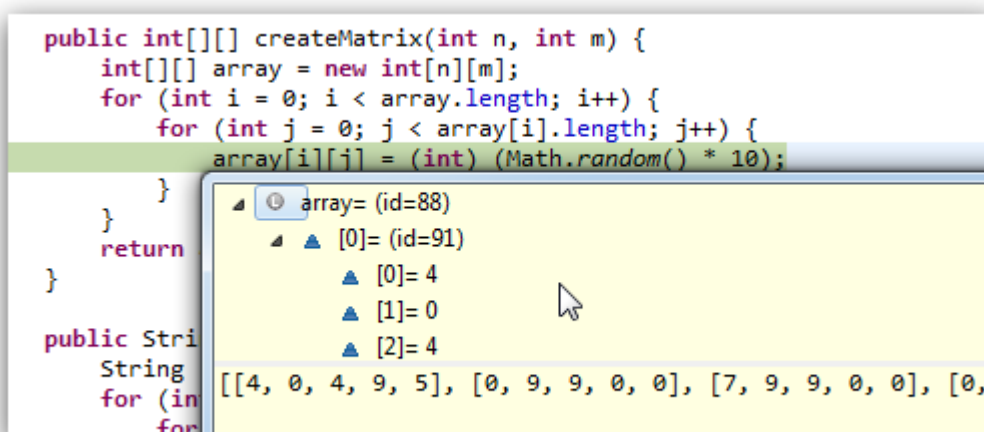 public int[][] createMatrix(int n, int m) {
int[][] array = new int[n][m];
for (int i = 0; i < array.length; i++) {
for (int j = 0; j < array[i].length; j++) {
array[i][j] = (int) (Math.random() * 10);
}
}
return
}
public Stri
String
for (in
for
L array= (id=88)
[0]= (id=91)
[0]= 4
[1]= 0
[2]= 4
[[4, 0, 4, 9, 5], [0, 9, 9, 0, 0], [7, 9, 9, 0, 0], [0,